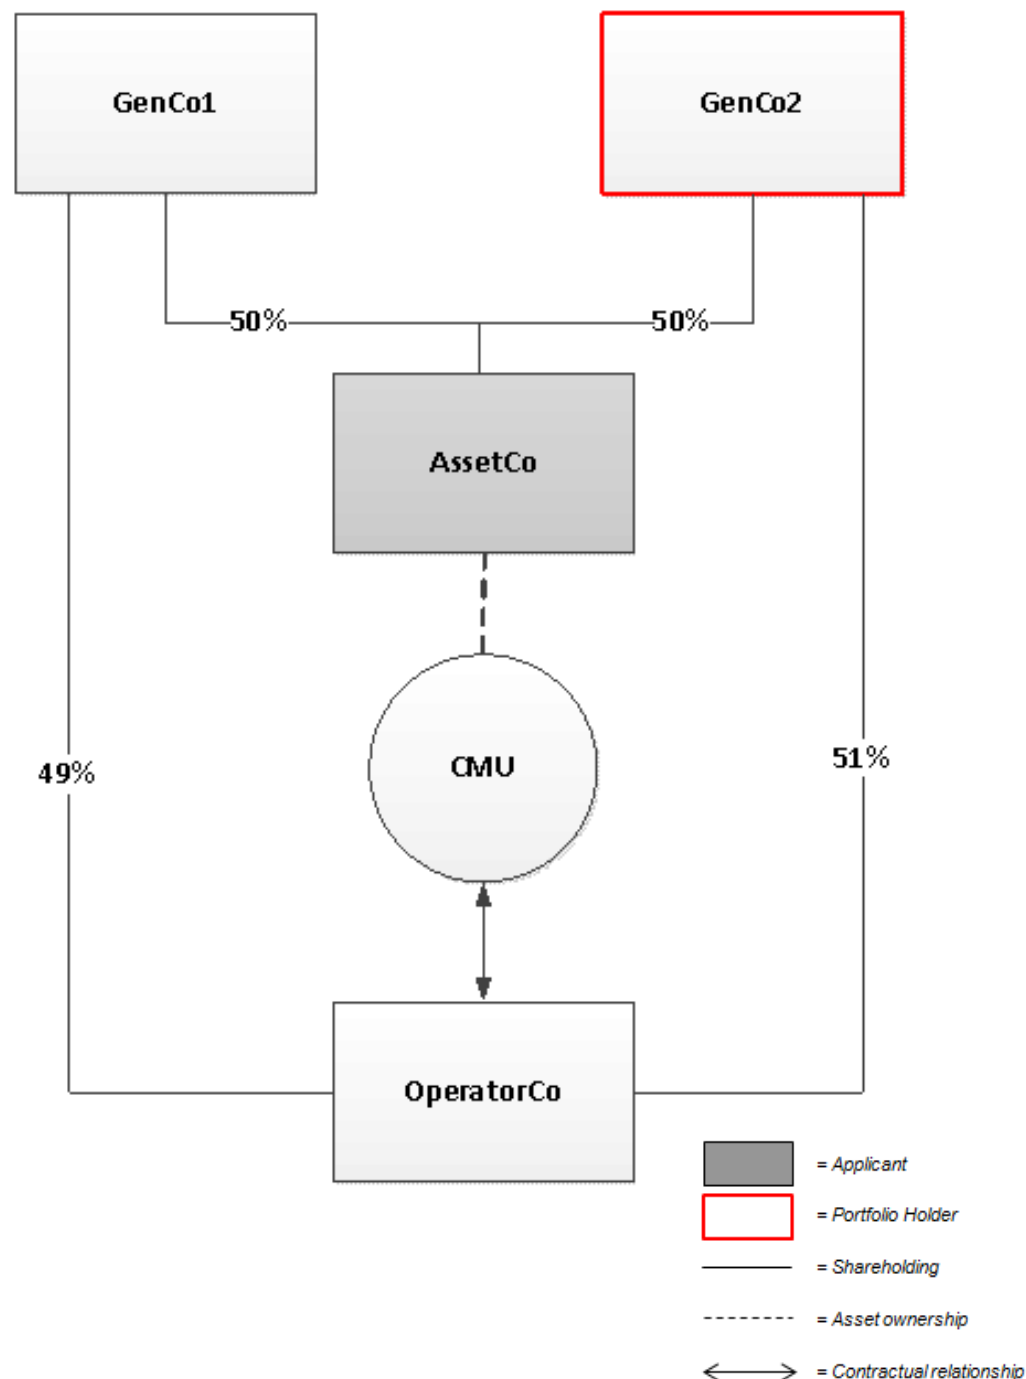 GenCo1
GenCo2
50%
50%
AssetCo
CMU
49%
51%
OperatorCo
= Applicant
= Portfolio Holder
= Shareholding
= Asset ownership
= Contractual relationship